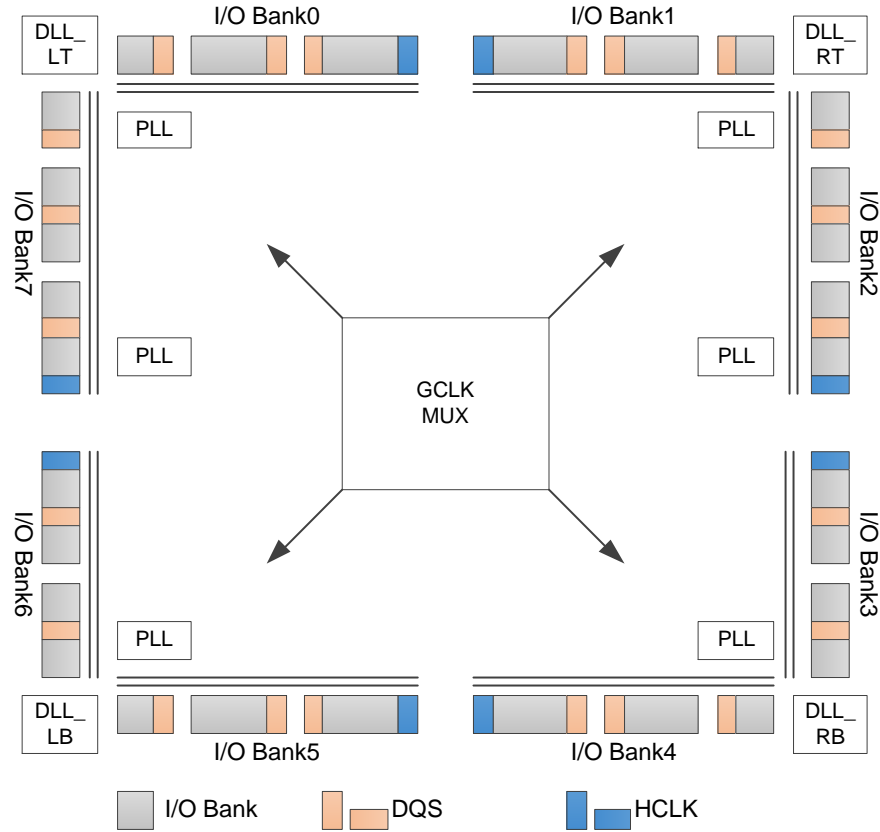 I/O Bank0
I/O Bank1
DLL_
LT
DLL_
RT
PLL
PLL
I/O Bank7
I/O Bank2
PLL
PLL
GCLK
MUX
I/O Bank6
I/O Bank3
PLL
PLL
DLL_
LB
DLL_
RB
I/O Bank5
I/O Bank4
I/O Bank
DQS
HCLK